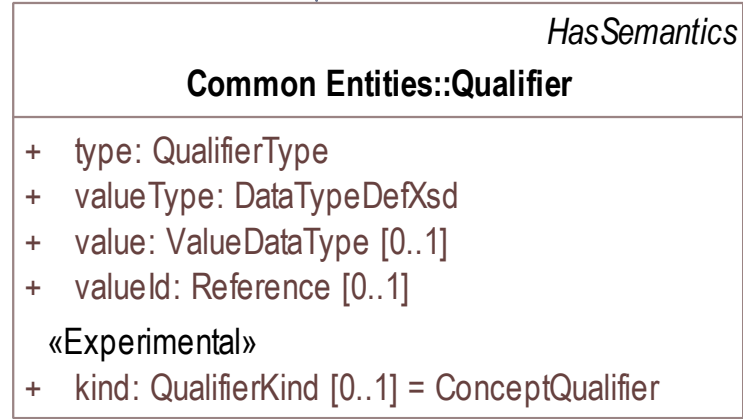 HasSemantics
Common Entities::Qualifier
+ type: QualifierType
+ valueType: DataTypeDefXsd
+ value: ValueDataType [0..1]
+ valueId: Reference [0..1]
«Experimental»
+ kind: QualifierKind [0..1] = ConceptQualifier